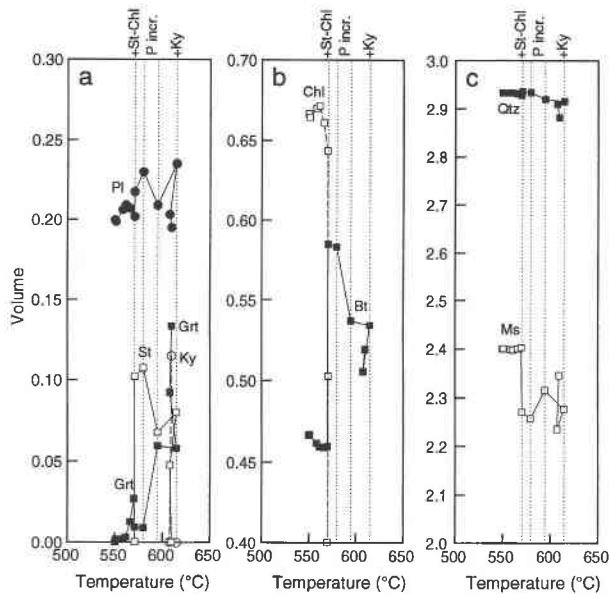 +St-Chl
P incr.
+Ky
+St-Chl
P incr.
+Ky
+St-Chl
P incr.
+Ky
a
b
c
Volume
0.30
0.25
0.20
0.15
0.10
0.05
0.00
Pl
Grt
St
Ky
Grt
500 550 600 650
Temperature (°C)
0.70
0.65
0.60
0.55
0.50
0.45
0.40
Chl
Bt
500 550 600 650
Temperature (°C)
3.0
2.9
2.8
2.7
2.6
2.5
2.4
2.3
2.2
2.1
2.0
Qtz
Ms
500 550 600 650
Temperature (°C)